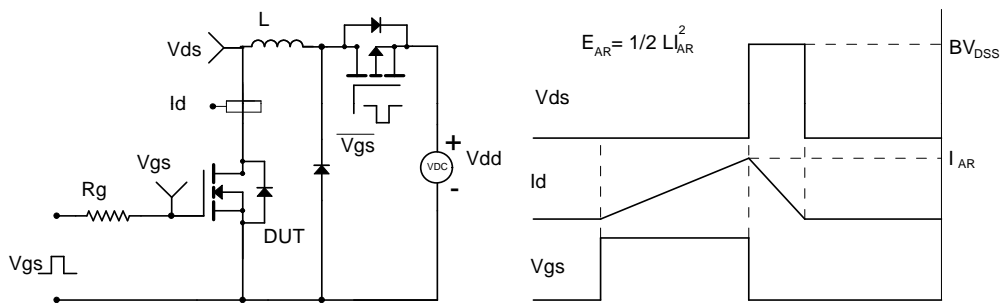 L
Vds
Id
Vgs
Vgs
+
VDC
Vdd
-
Rg
DUT
Vgs
E_AR = 1/2 LI_AR^2
BV_DSS
Vds
I_AR
Id
Vgs